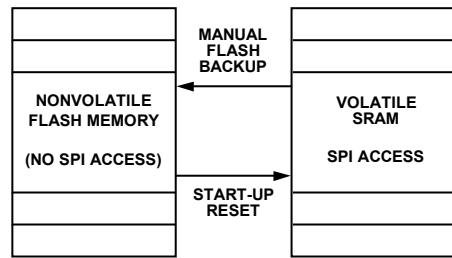 MANUAL
FLASH
BACKUP
NONVOLATILE
FLASH MEMORY
(NO SPI ACCESS)
VOLATILE
SRAM
SPI ACCESS
START-UP
RESET